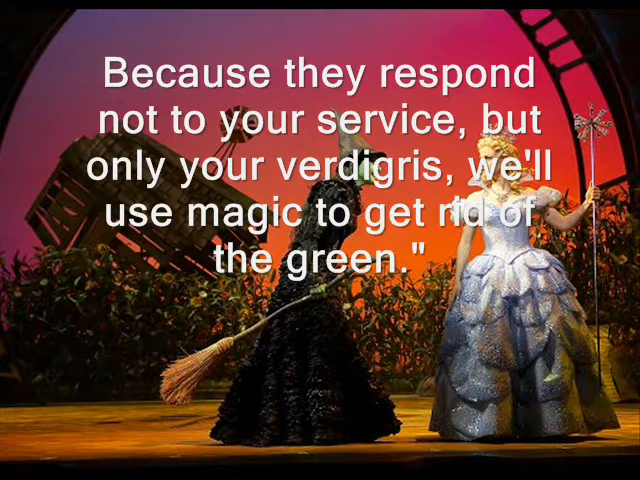 Because they respond
not to your service, but
only your verdigris, we'll
use magic to get rid of
the green."